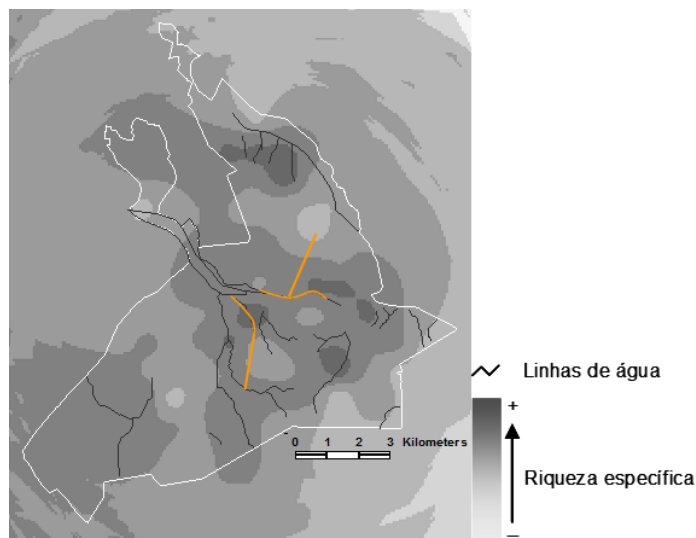 Linhas de água
+
Riqueza específica
–
0 1 2 3 Kilometers